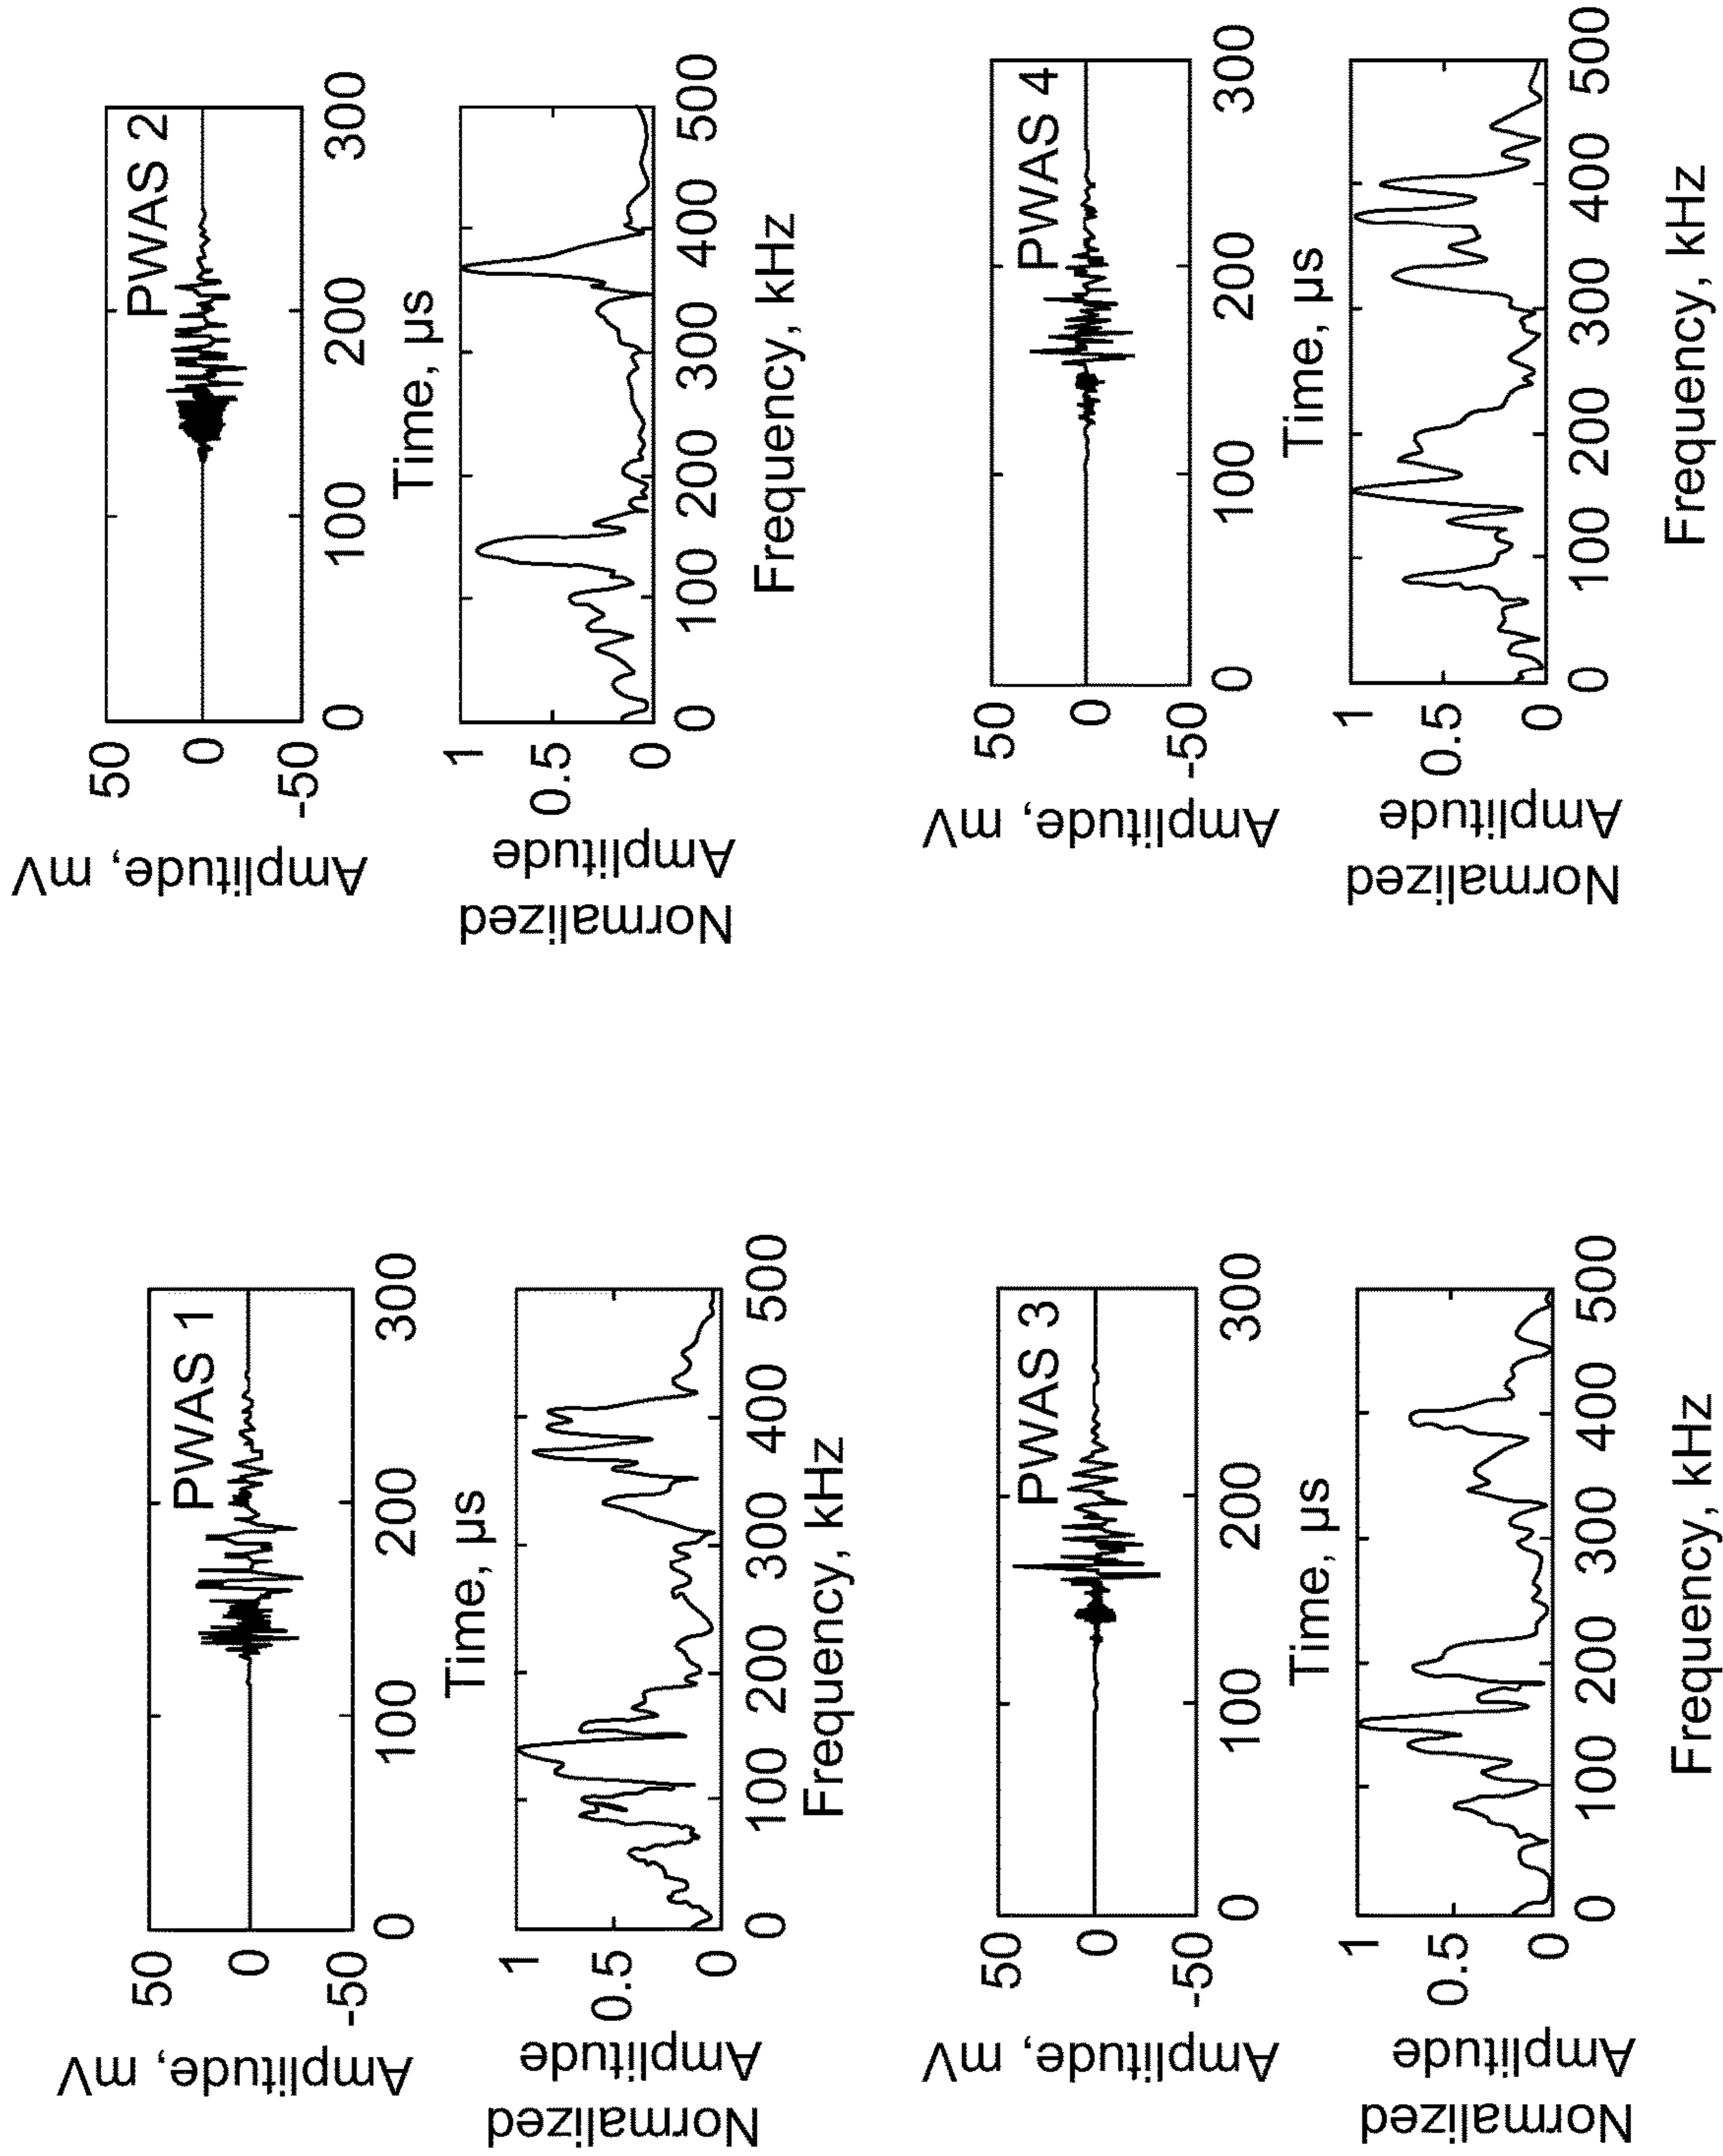 PWAS 1
50
0
-50
Amplitude, mV
0 100 200 300
Time, µs
1
0.5
0
Normalized
Amplitude
0 100 200 300 400 500
Frequency, kHz
PWAS 2
50
0
-50
Amplitude, mV
0 100 200 300
Time, µs
1
0.5
0
Normalized
Amplitude
0 100 200 300 400 500
Frequency, kHz
PWAS 3
50
0
-50
Amplitude, mV
0 100 200 300
Time, µs
1
0.5
0
Normalized
Amplitude
0 100 200 300 400 500
Frequency, kHz
PWAS 4
50
0
-50
Amplitude, mV
0 100 200 300
Time, µs
1
0.5
0
Normalized
Amplitude
0 100 200 300 400 500
Frequency, kHz